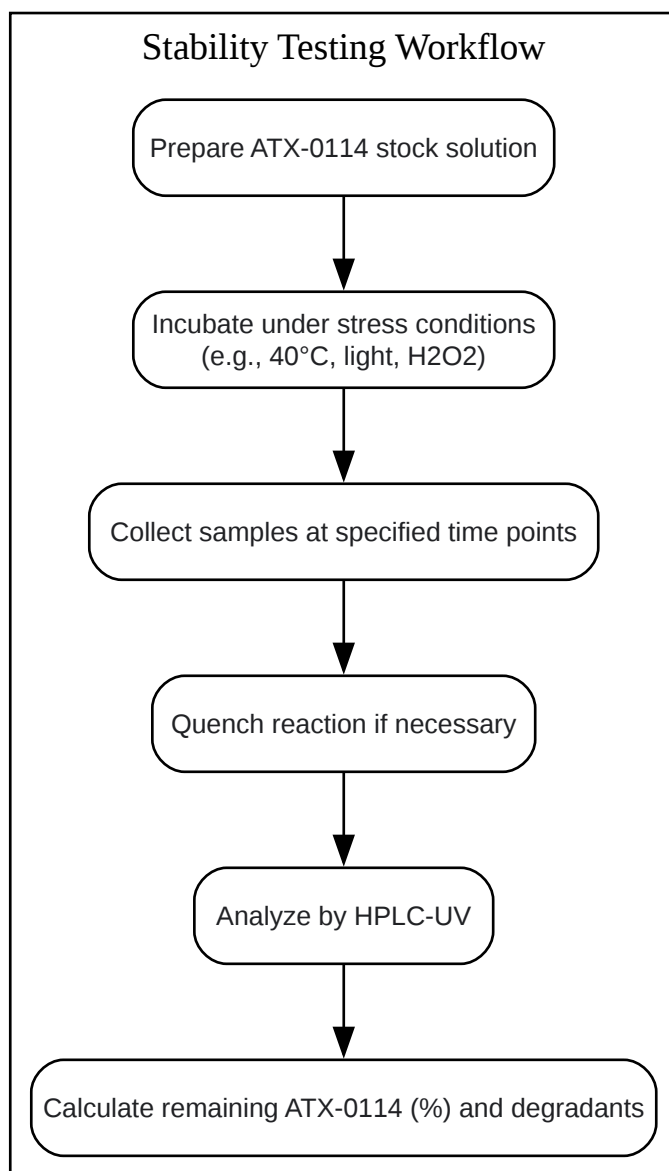 Stability Testing Workflow
Prepare ATX-0114 stock solution
Incubate under stress conditions
(e.g., 40°C, light, H2O2)
Collect samples at specified time points
Quench reaction if necessary
Analyze by HPLC-UV
Calculate remaining ATX-0114 (%) and degradants